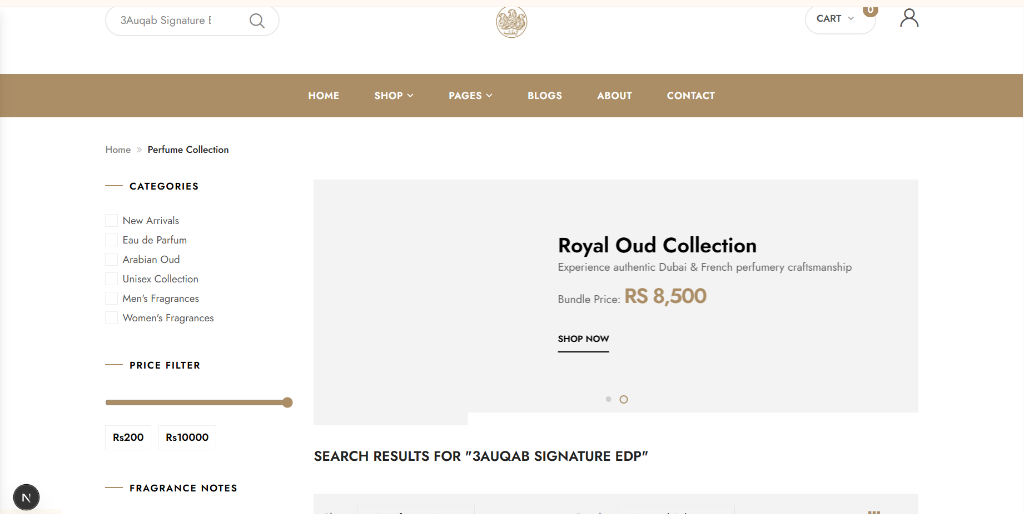 3Auqab Signature E
CART
0
HOME SHOP PAGES BLOGS ABOUT CONTACT
Home » Perfume Collection
CATEGORIES
New Arrivals
Eau de Parfum
Arabian Oud
Unisex Collection
Men's Fragrances
Women's Fragrances
PRICE FILTER
Rs200 Rs10000
FRAGRANCE NOTES
N
Royal Oud Collection
Experience authentic Dubai & French perfumery craftsmanship
Bundle Price: RS 8,500
SHOP NOW
SEARCH RESULTS FOR "3AUQAB SIGNATURE EDP"